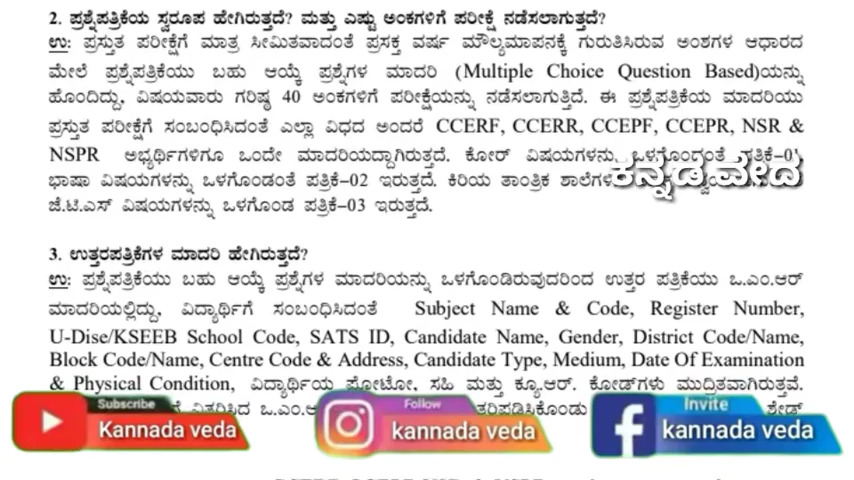 2. ಪ್ರಶ್ನೆಪತ್ರಿಕೆಯ ಸ್ವರೂಪ ಹೇಗಿರುತ್ತದೆ? ಮತ್ತು ಎಷ್ಟು ಅಂಕಗಳಿಗೆ ಪರೀಕ್ಷೆ ನಡೆಸಲಾಗುತ್ತದೆ?
ಉ: ಪ್ರಸ್ತುತ ಪರೀಕ್ಷೆಗೆ ಮಾತ್ರ ಸೀಮಿತವಾದಂತೆ ಪ್ರಸಕ್ತ ವರ್ಷ ಮೌಲ್ಯಮಾಪನಕ್ಕೆ ಗುರುತಿಸಿರುವ ಅಂಶಗಳ ಆಧಾರದ
ಮೇಲೆ ಪ್ರಶ್ನೆಪತ್ರಿಕೆಯು ಬಹು ಆಯ್ಕೆ ಪ್ರಶ್ನೆಗಳ ಮಾದರಿ (Multiple Choice Question Based)ಯನ್ನು
ಹೊಂದಿದ್ದು, ವಿಷಯವಾರು ಗರಿಷ್ಠ 40 ಅಂಕಗಳಿಗೆ ಪರೀಕ್ಷೆಯನ್ನು ನಡೆಸಲಾಗುತ್ತಿದೆ. ಈ ಪ್ರಶ್ನೆಪತ್ರಿಕೆಯ ಮಾದರಿಯು
ಪ್ರಸ್ತುತ ಪರೀಕ್ಷೆಗೆ ಸಂಬಂಧಿಸಿದಂತೆ ಎಲ್ಲಾ ವಿಧದ ಅಂದರೆ CCERF, CCERR, CCEPF, CCEPR, NSR &
NSPR ಅಭ್ಯರ್ಥಿಗಳಿಗೂ ಒಂದೇ ಮಾದರಿಯದ್ದಾಗಿರುತ್ತದೆ. ಕೋರ್ ವಿಷಯಗಳನ್ನು ಒಳಗೊಂಡಂತೆ ಪತ್ರಿಕೆ-01
ಭಾಷಾ ವಿಷಯಗಳನ್ನು ಒಳಗೊಂಡಂತೆ ಪತ್ರಿಕೆ-02 ಇರುತ್ತದೆ. ಕಿರಿಯ ತಾಂತ್ರಿಕ
ಕನ್ನಡ ವೇದ
ಜೆ.ಟಿ.ಎಸ್ ವಿಷಯಗಳನ್ನು ಒಳಗೊಂಡ ಪತ್ರಿಕೆ-03 ಇರುತ್ತದೆ.
3. ಉತ್ತರಪತ್ರಿಕೆಗಳ ಮಾದರಿ ಹೇಗಿರುತ್ತದೆ?
ಉ: ಪ್ರಶ್ನೆಪತ್ರಿಕೆಯು ಬಹು ಆಯ್ಕೆ ಪ್ರಶ್ನೆಗಳ ಮಾದರಿಯನ್ನು ಒಳಗೊಂಡಿರುವುದರಿಂದ ಉತ್ತರ ಪತ್ರಿಕೆಯು ಒ.ಎಂ.ಆರ್
ಮಾದರಿಯಲ್ಲಿದ್ದು, ವಿದ್ಯಾರ್ಥಿಗೆ ಸಂಬಂಧಿಸಿದಂತೆ Subject Name & Code, Register Number,
U-Dise/KSEEB School Code, SATS ID, Candidate Name, Gender, District Code/Name,
Block Code/Name, Centre Code & Address, Candidate Type, Medium, Date Of Examination
& Physical Condition, ವಿದ್ಯಾರ್ಥಿಯ ಫೋಟೋ, ಸಹಿ ಮತ್ತು ಕ್ಯೂ.ಆರ್. ಕೋಡ್‌ಗಳು ಮುದ್ರಿತವಾಗಿರುತ್ತವೆ.
ವಿತರಿಸಿದ
Subscribe
Kannada veda
Follow
kannada veda
Invite
kannada veda